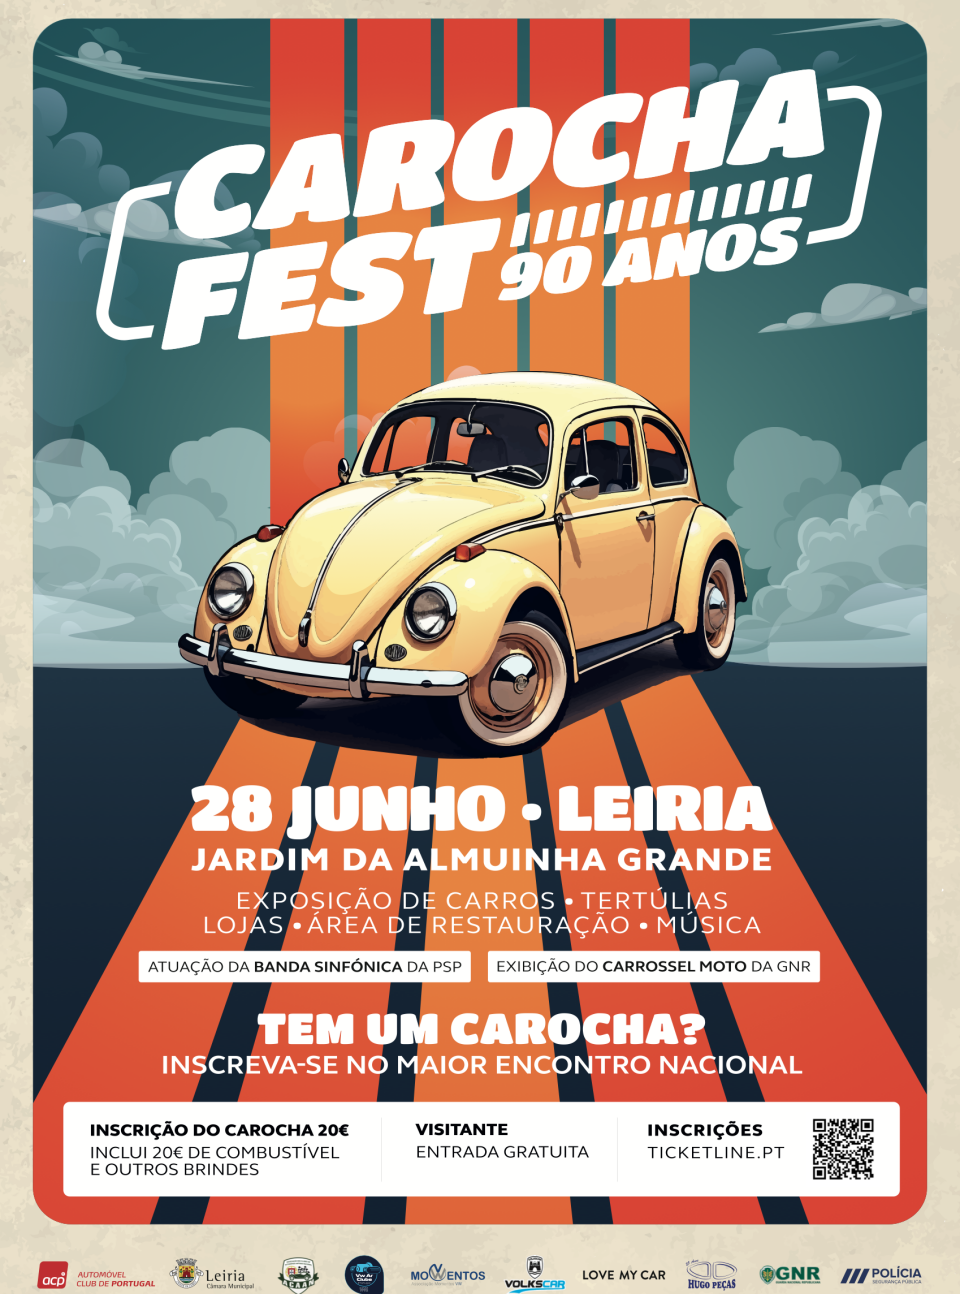 CAROCHA
FEST
90 ANOS
28 JUNHO • LEIRIA
JARDIM DA ALMUINHA GRANDE
EXPOSIÇÃO DE CARROS • TERTÚLIAS
LOJAS • ÁREA DE RESTAURAÇÃO • MÚSICA
ATUAÇÃO DA BANDA SINFÓNICA DA PSP
EXIBIÇÃO DO CARROSSEL MOTO DA GNR
TEM UM CAROCHA?
INSCREVA-SE NO MAIOR ENCONTRO NACIONAL
INSCRIÇÃO DO CAROCHA 20€
INCLUI 20€ DE COMBUSTÍVEL
E OUTROS BRINDES
VISITANTE
ENTRADA GRATUITA
INSCRIÇÕES
TICKETLINE.PT
acp
AUTOMÓVEL
CLUB DE PORTUGAL
Leiria
Câmara Municipal
MOVVENTOS
VOLKSCAR
LOVE MY CAR
HUGO PEÇAS
GNR
POLÍCIA
SEGURANÇA PÚBLICA